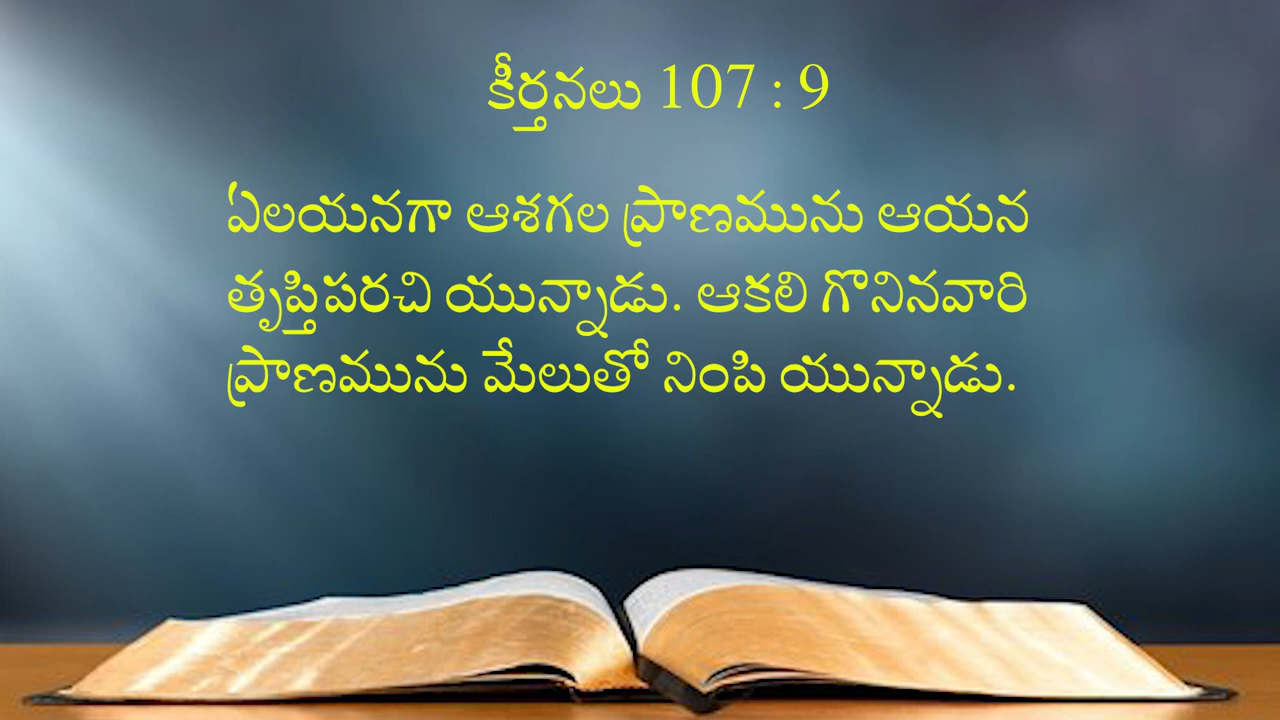 కీర్తనలు 107 : 9
ఏలయనగా ఆశగల ప్రాణమును ఆయన
తృప్తిపరచి యున్నాడు. ఆకలి గొనినవారి
ప్రాణమును మేలుతో నింపి యున్నాడు.